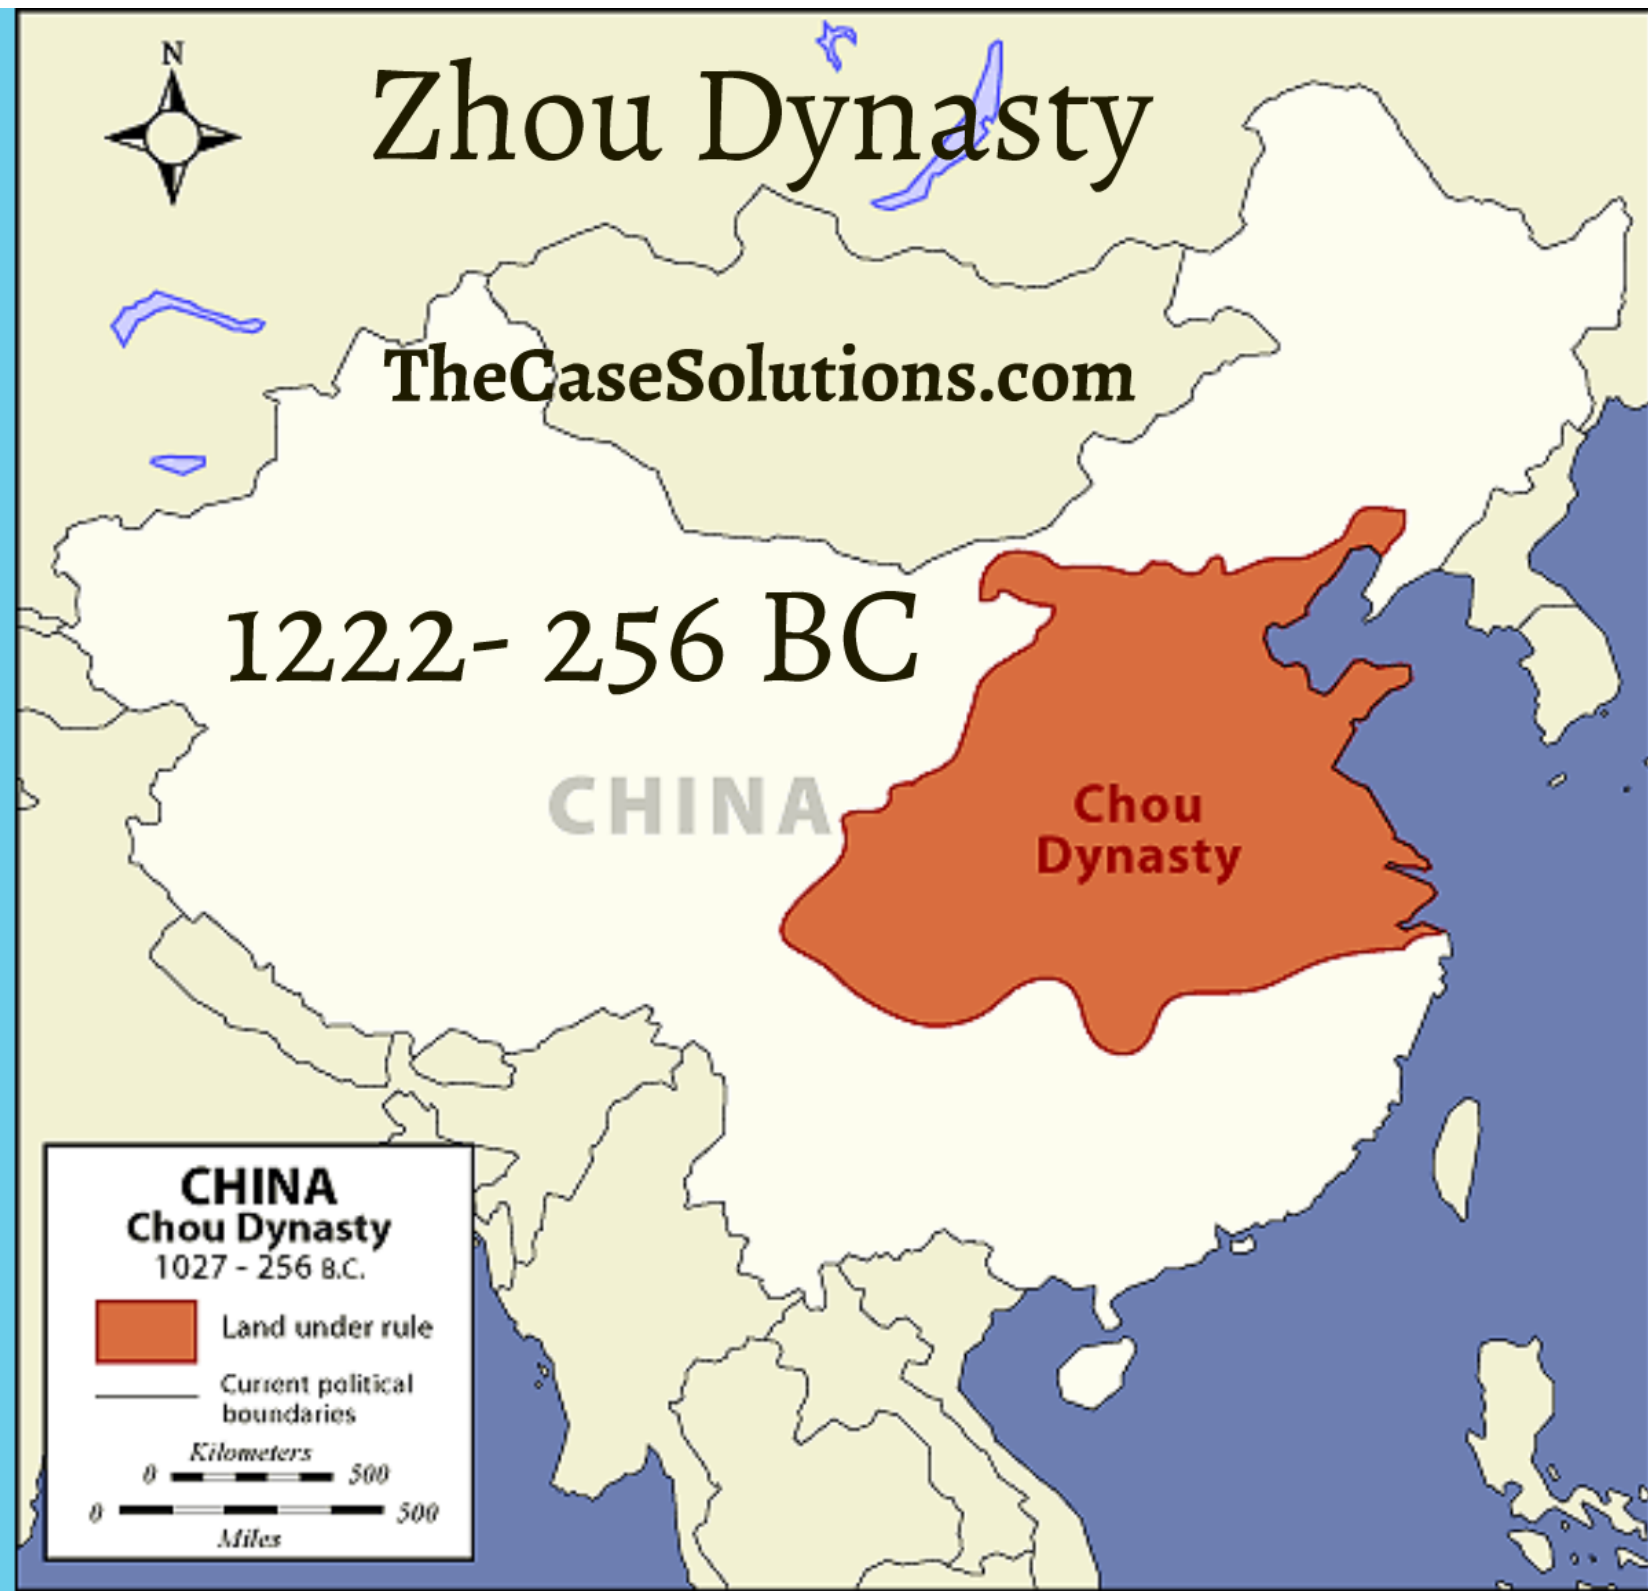 N
Zhou Dynasty
TheCaseSolutions.com
1222- 256 BC
CHINA
Chou
Dynasty
CHINA
Chou Dynasty
1027 - 256 B.C.
Land under rule
Current political
boundaries
Kilometers
0 500
0 500
Miles